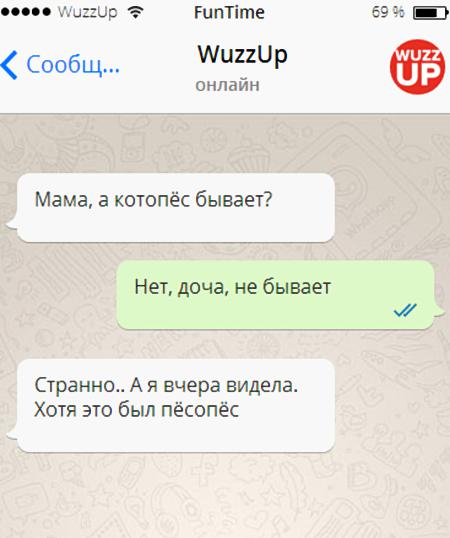 WuzzUp FunTime 69 %
Сообщ...
WuzzUp
онлайн
WUZZ
UP
Мама, а котопёс бывает?
Нет, доча, не бывает
Странно.. А я вчера видела.
Хотя это был пёсопёс